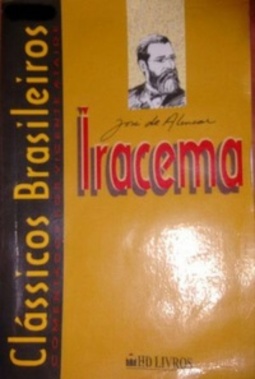 Clássicos Brasileiros
José de Alencar
Iracema
HD LIVROS